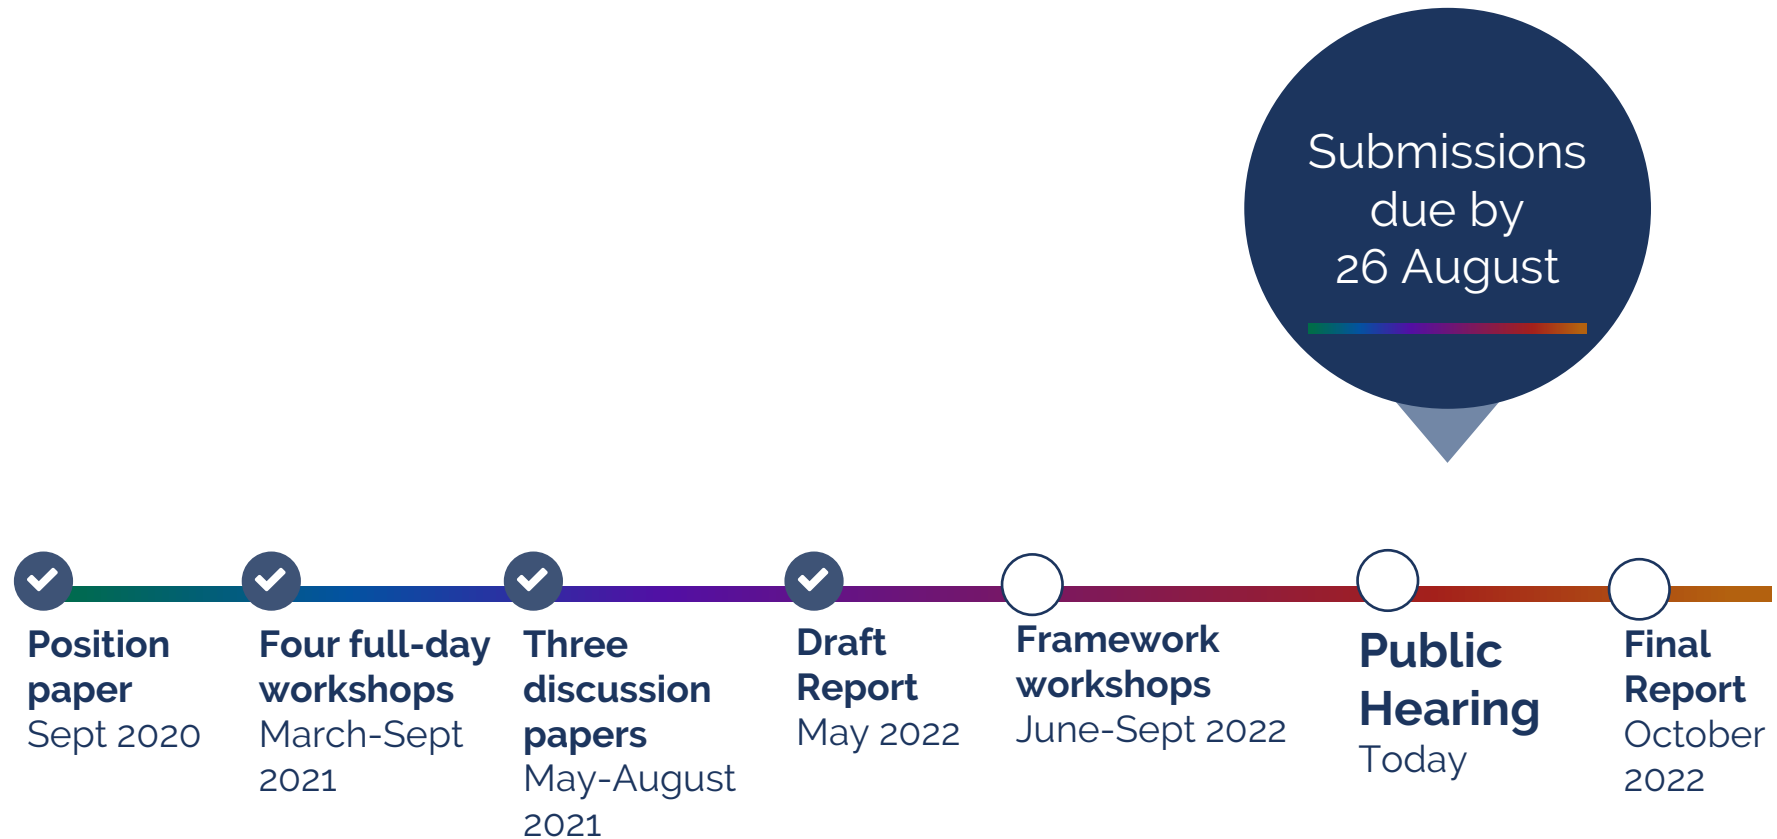 Submissions
due by
26 August
Position
paper
Sept 2020
Four full-day
workshops
March-Sept
2021
Three
discussion
papers
May-August
2021
Draft
Report
May 2022
Framework
workshops
June-Sept 2022
Public
Hearing
Today
Final
Report
October
2022